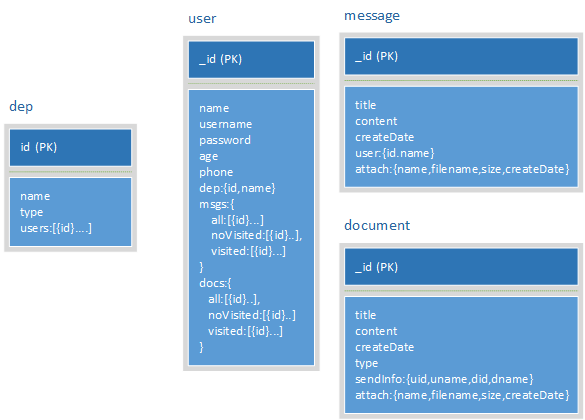 dep
id (PK)
name
type
users:[{id}....]
user
_id (PK)
name
username
password
age
phone
dep:{id,name}
msgs:{
all:[{id}...]
noVisited:[{id}..],
visited:[{id}...]
}
docs:{
all:[{id}..],
noVisited:[{id}..]
visited:[{id}...]
}
message
_id (PK)
title
content
createDate
user:{id.name}
attach:{name,filename,size,createDate}
document
_id (PK)
title
content
createDate
type
sendInfo:{uid,uname,did,dname}
attach:{name,filename,size,createDate}